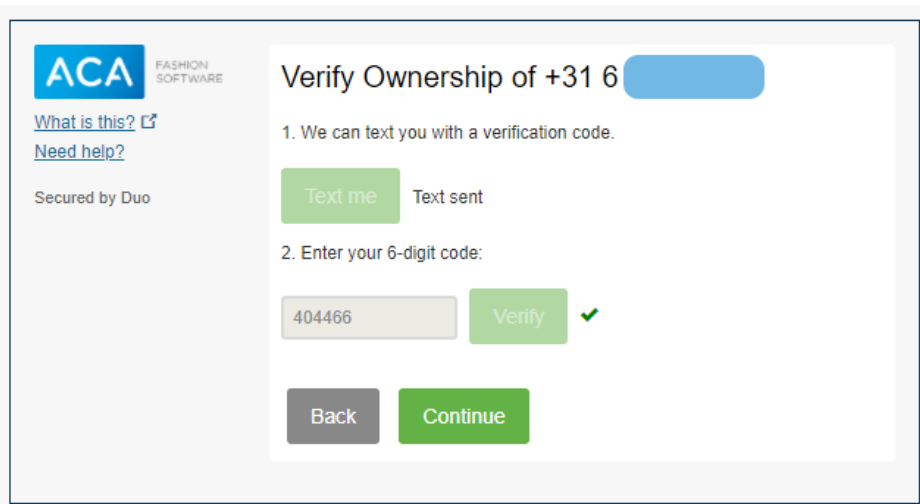 ACA FASHION SOFTWARE
What is this?
Need help?
Secured by Duo
Verify Ownership of +31 6
1. We can text you with a verification code.
Text me Text sent
2. Enter your 6-digit code:
404466 Verify
Back Continue